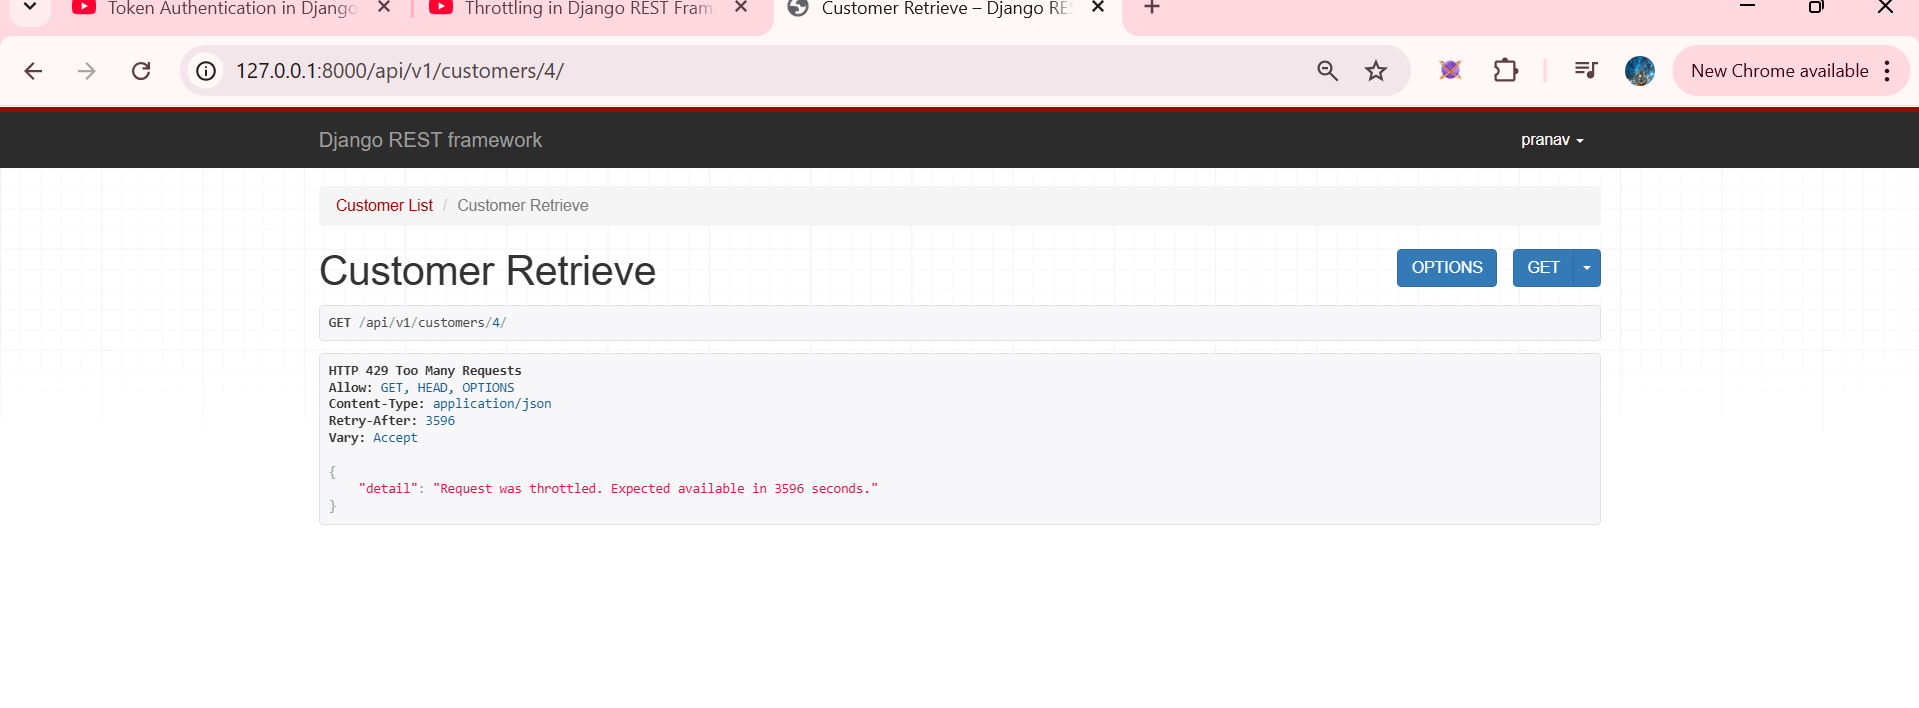 Token Authentication in Django
Throttling in Django REST Fram
Customer Retrieve – Django RE
127.0.0.1:8000/api/v1/customers/4/
New Chrome available
Django REST framework
pranav
Customer List / Customer Retrieve
Customer Retrieve
OPTIONS
GET
GET /api/v1/customers/4/
HTTP 429 Too Many Requests
Allow: GET, HEAD, OPTIONS
Content-Type: application/json
Retry-After: 3596
Vary: Accept
{
"detail": "Request was throttled. Expected available in 3596 seconds."
}